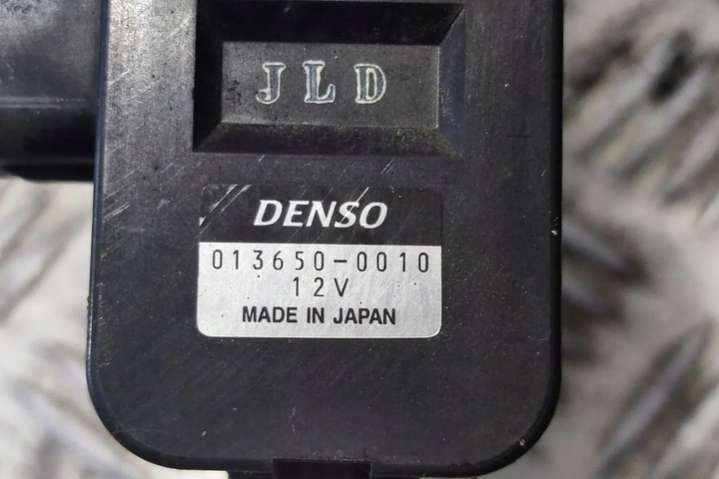 JLD
DENSO
013650-0010
12V
MADE IN JAPAN